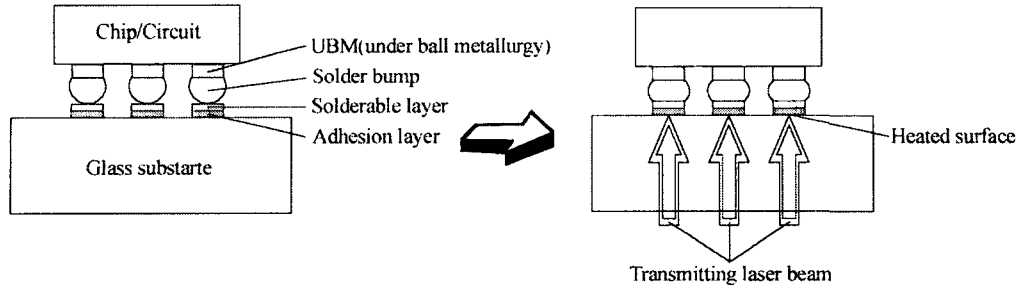 Chip/Circuit
UBM(under ball metallurgy)
Solder bump
Solderable layer
Adhesion layer
Glass substarte
Heated surface
Transmitting laser beam